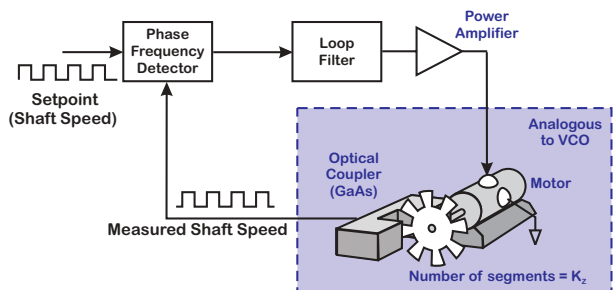 Phase
Frequency
Detector
Loop
Filter
Power
Amplifier
Setpoint
(Shaft Speed)
Analogous
to VCO
Optical
Coupler
(GaAs)
Motor
Measured Shaft Speed
Number of segments = Kz